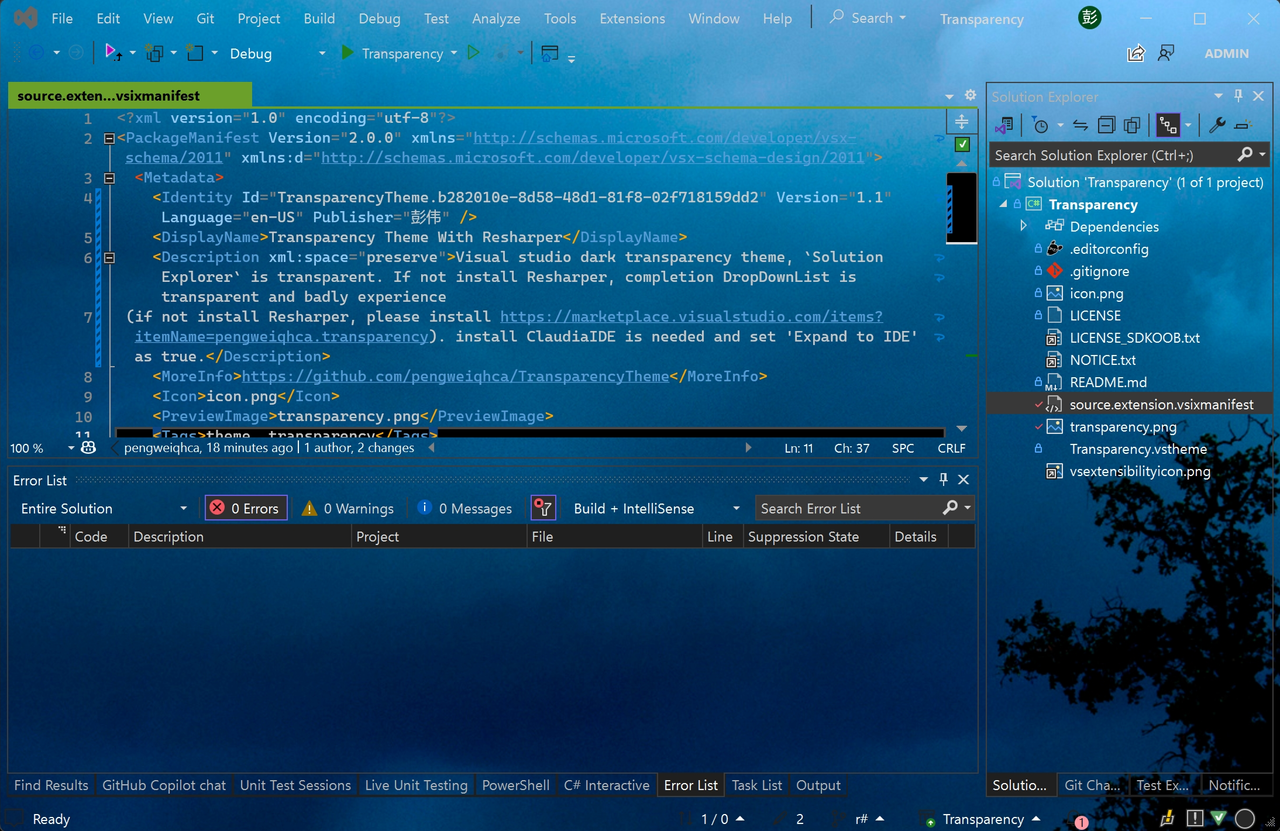 File Edit View Git Project Build Debug Test Analyze Tools Extensions Window Help Search Transparency 彭
Debug Transparency ADMIN
source.exten...vsixmanifest
1 <?xml version="1.0" encoding="utf-8"?>
2 <PackageManifest Version="2.0.0" xmlns="http://schemas.microsoft.com/developer/vsx-
schema/2011" xmlns:d="http://schemas.microsoft.com/developer/vsx-schema-design/2011">
3 <Metadata>
4 <Identity Id="TransparencyTheme.b282010e-8d58-48d1-81f8-02f718159dd2" Version="1.1"
Language="en-US" Publisher="彭伟" />
5 <DisplayName>Transparency Theme With Resharper</DisplayName>
6 <Description xml:space="preserve">Visual studio dark transparency theme, `Solution
Explorer` is transparent. If not install Resharper, completion DropDownList is
transparent and badly experience
7 (if not install Resharper, please install https://marketplace.visualstudio.com/items?
itemName=pengweiqhca.transparency). install ClaudiaIDE is needed and set 'Expand to IDE'
as true.</Description>
8 <MoreInfo>https://github.com/pengweiqhca/TransparencyTheme</MoreInfo>
9 <Icon>icon.png</Icon>
10 <PreviewImage>transparency.png</PreviewImage>
11 <Tags>theme, transparency</Tags>
100 % pengweiqhca, 18 minutes ago | 1 author, 2 changes Ln: 11 Ch: 37 SPC CRLF
Solution Explorer
Search Solution Explorer (Ctrl+;)
Solution 'Transparency' (1 of 1 project)
C# Transparency
Dependencies
.editorconfig
.gitignore
icon.png
LICENSE
LICENSE_SDKOOB.txt
NOTICE.txt
README.md
source.extension.vsixmanifest
transparency.png
Transparency.vstheme
vsextensibilityicon.png
Error List
Entire Solution 0 Errors 0 Warnings 0 Messages Build + IntelliSense Search Error List
Code Description Project File Line Suppression State Details
Find Results GitHub Copilot chat Unit Test Sessions Live Unit Testing PowerShell C# Interactive Error List Task List Output
Soluti­o... Git Cha... Test Ex... Notific...
Ready 1 / 0 2 r# Transparency 1